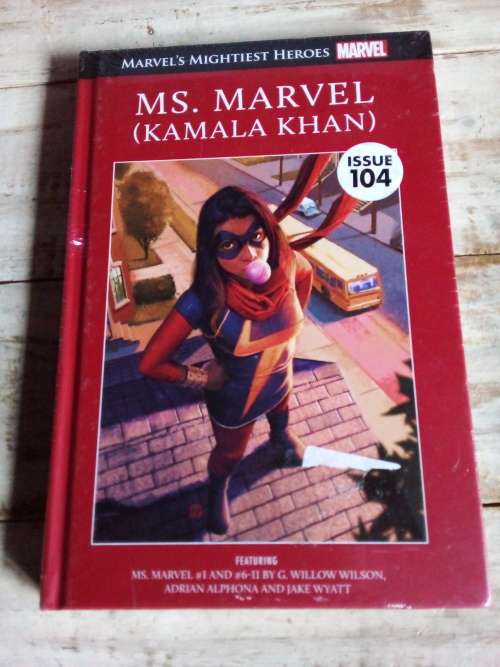 MARVEL'S MIGHTIEST HEROES MARVEL
MS. MARVEL
(KAMALA KHAN)
ISSUE
104
FEATURING
MS. MARVEL #1 AND #6-11 BY G. WILLOW WILSON,
ADRIAN ALPHONA AND JAKE WYATT